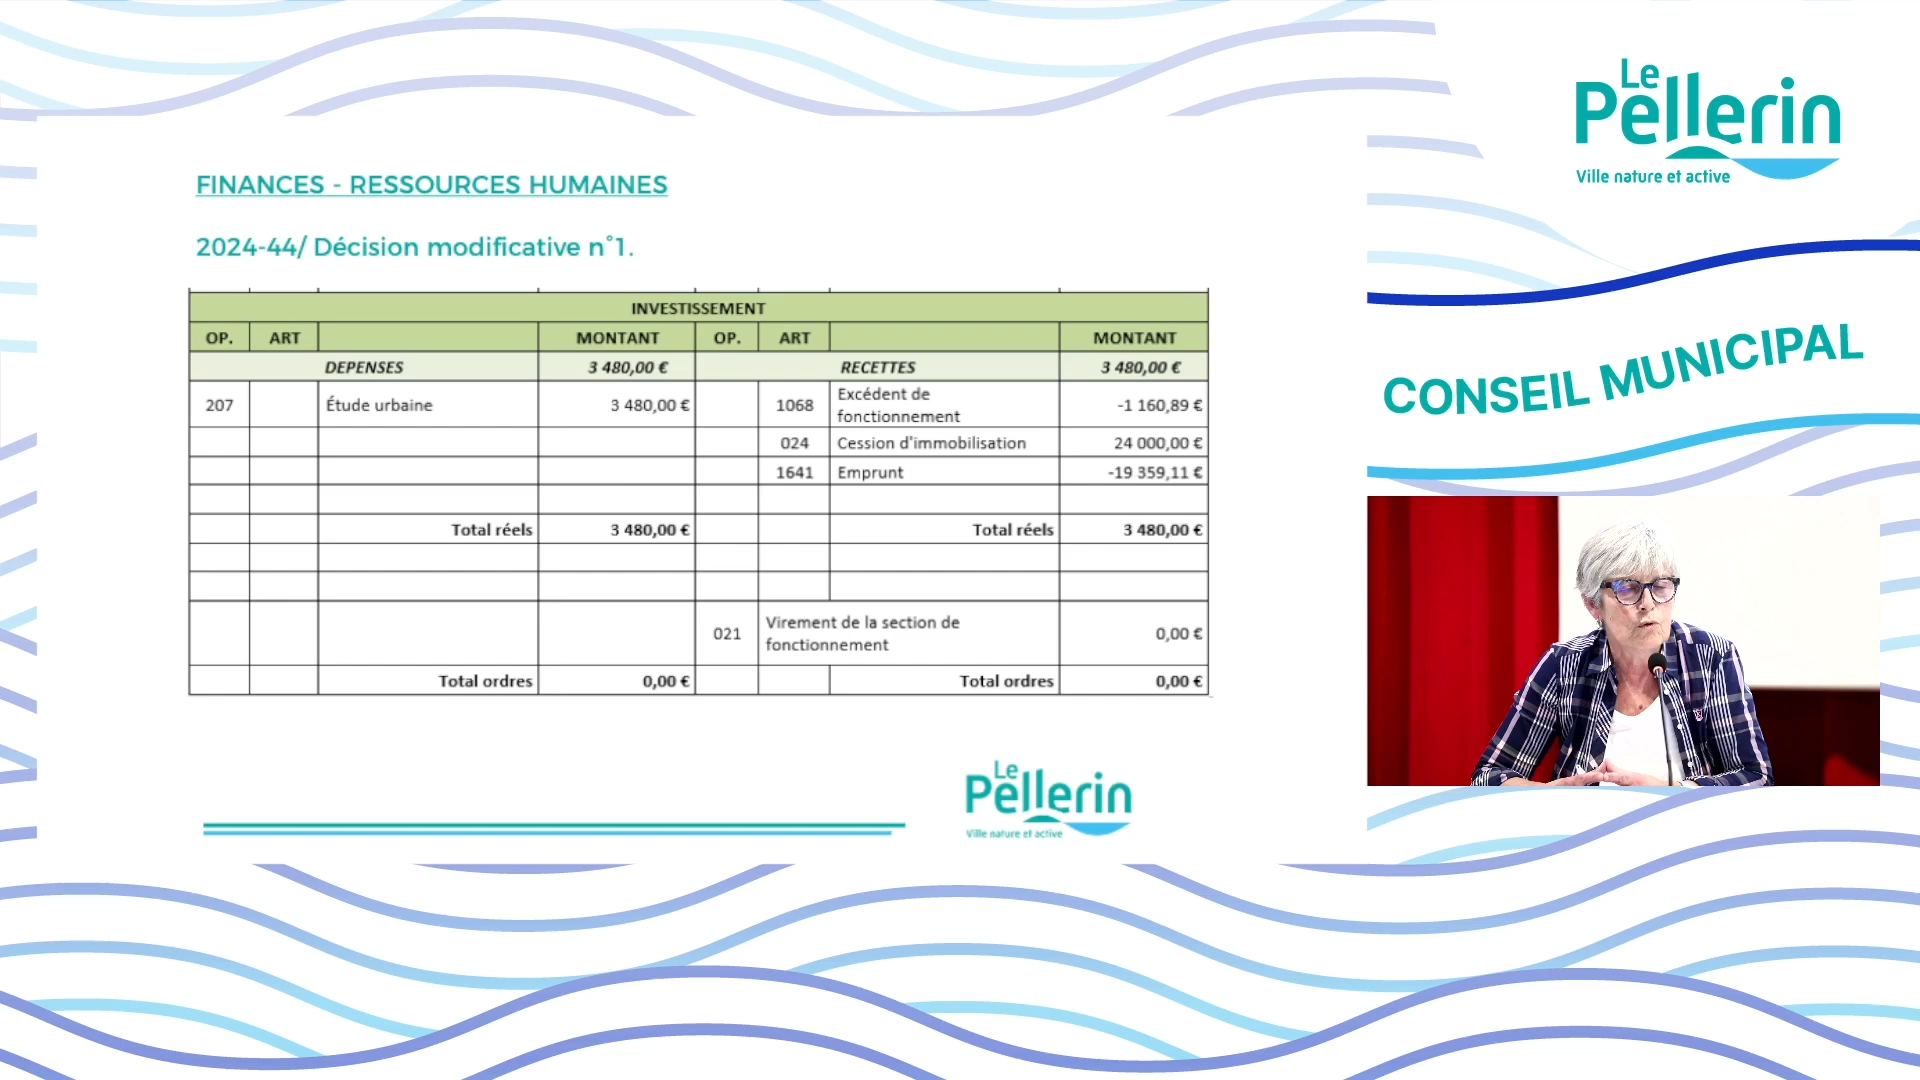 Le
Pellerin
Ville nature et active
CONSEIL MUNICIPAL
FINANCES - RESSOURCES HUMAINES
2024-44/ Décision modificative n°1.
INVESTISSEMENT
OP. ART MONTANT OP. ART MONTANT
DEPENSES 3 480,00 € RECETTES 3 480,00 €
207 Étude urbaine 3 480,00 € 1068 Excédent de
fonctionnement -1 160,89 €
024 Cession d'immobilisation 24 000,00 €
1641 Emprunt -19 359,11 €
Total réels 3 480,00 € Total réels 3 480,00 €
021 Virement de la section de
fonctionnement 0,00 €
Total ordres 0,00 € Total ordres 0,00 €
Le
Pellerin
Ville nature et active